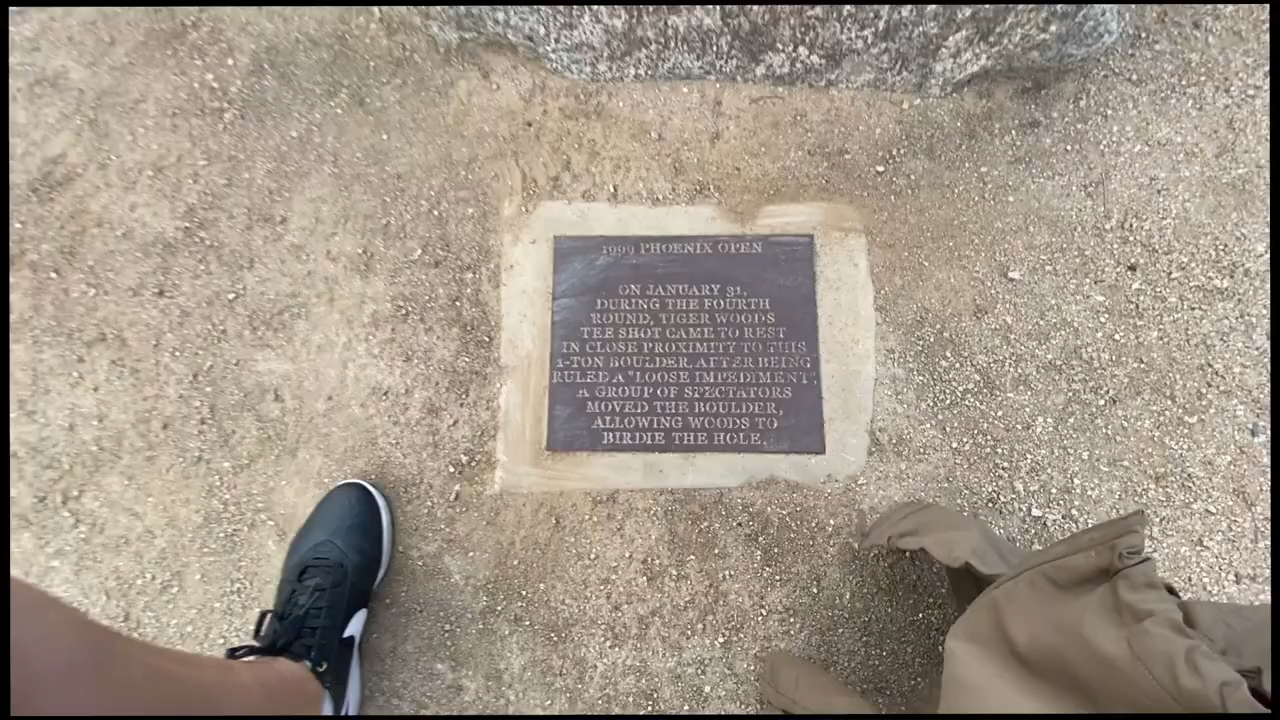 1999 PHOENIX OPEN
ON JANUARY 31,
DURING THE FOURTH
ROUND, TIGER WOODS
TEE SHOT CAME TO REST
IN CLOSE PROXIMITY TO THIS
1-TON BOULDER. AFTER BEING
RULED A "LOOSE IMPEDIMENT",
A GROUP OF SPECTATORS
MOVED THE BOULDER,
ALLOWING WOODS TO
BIRDIE THE HOLE.